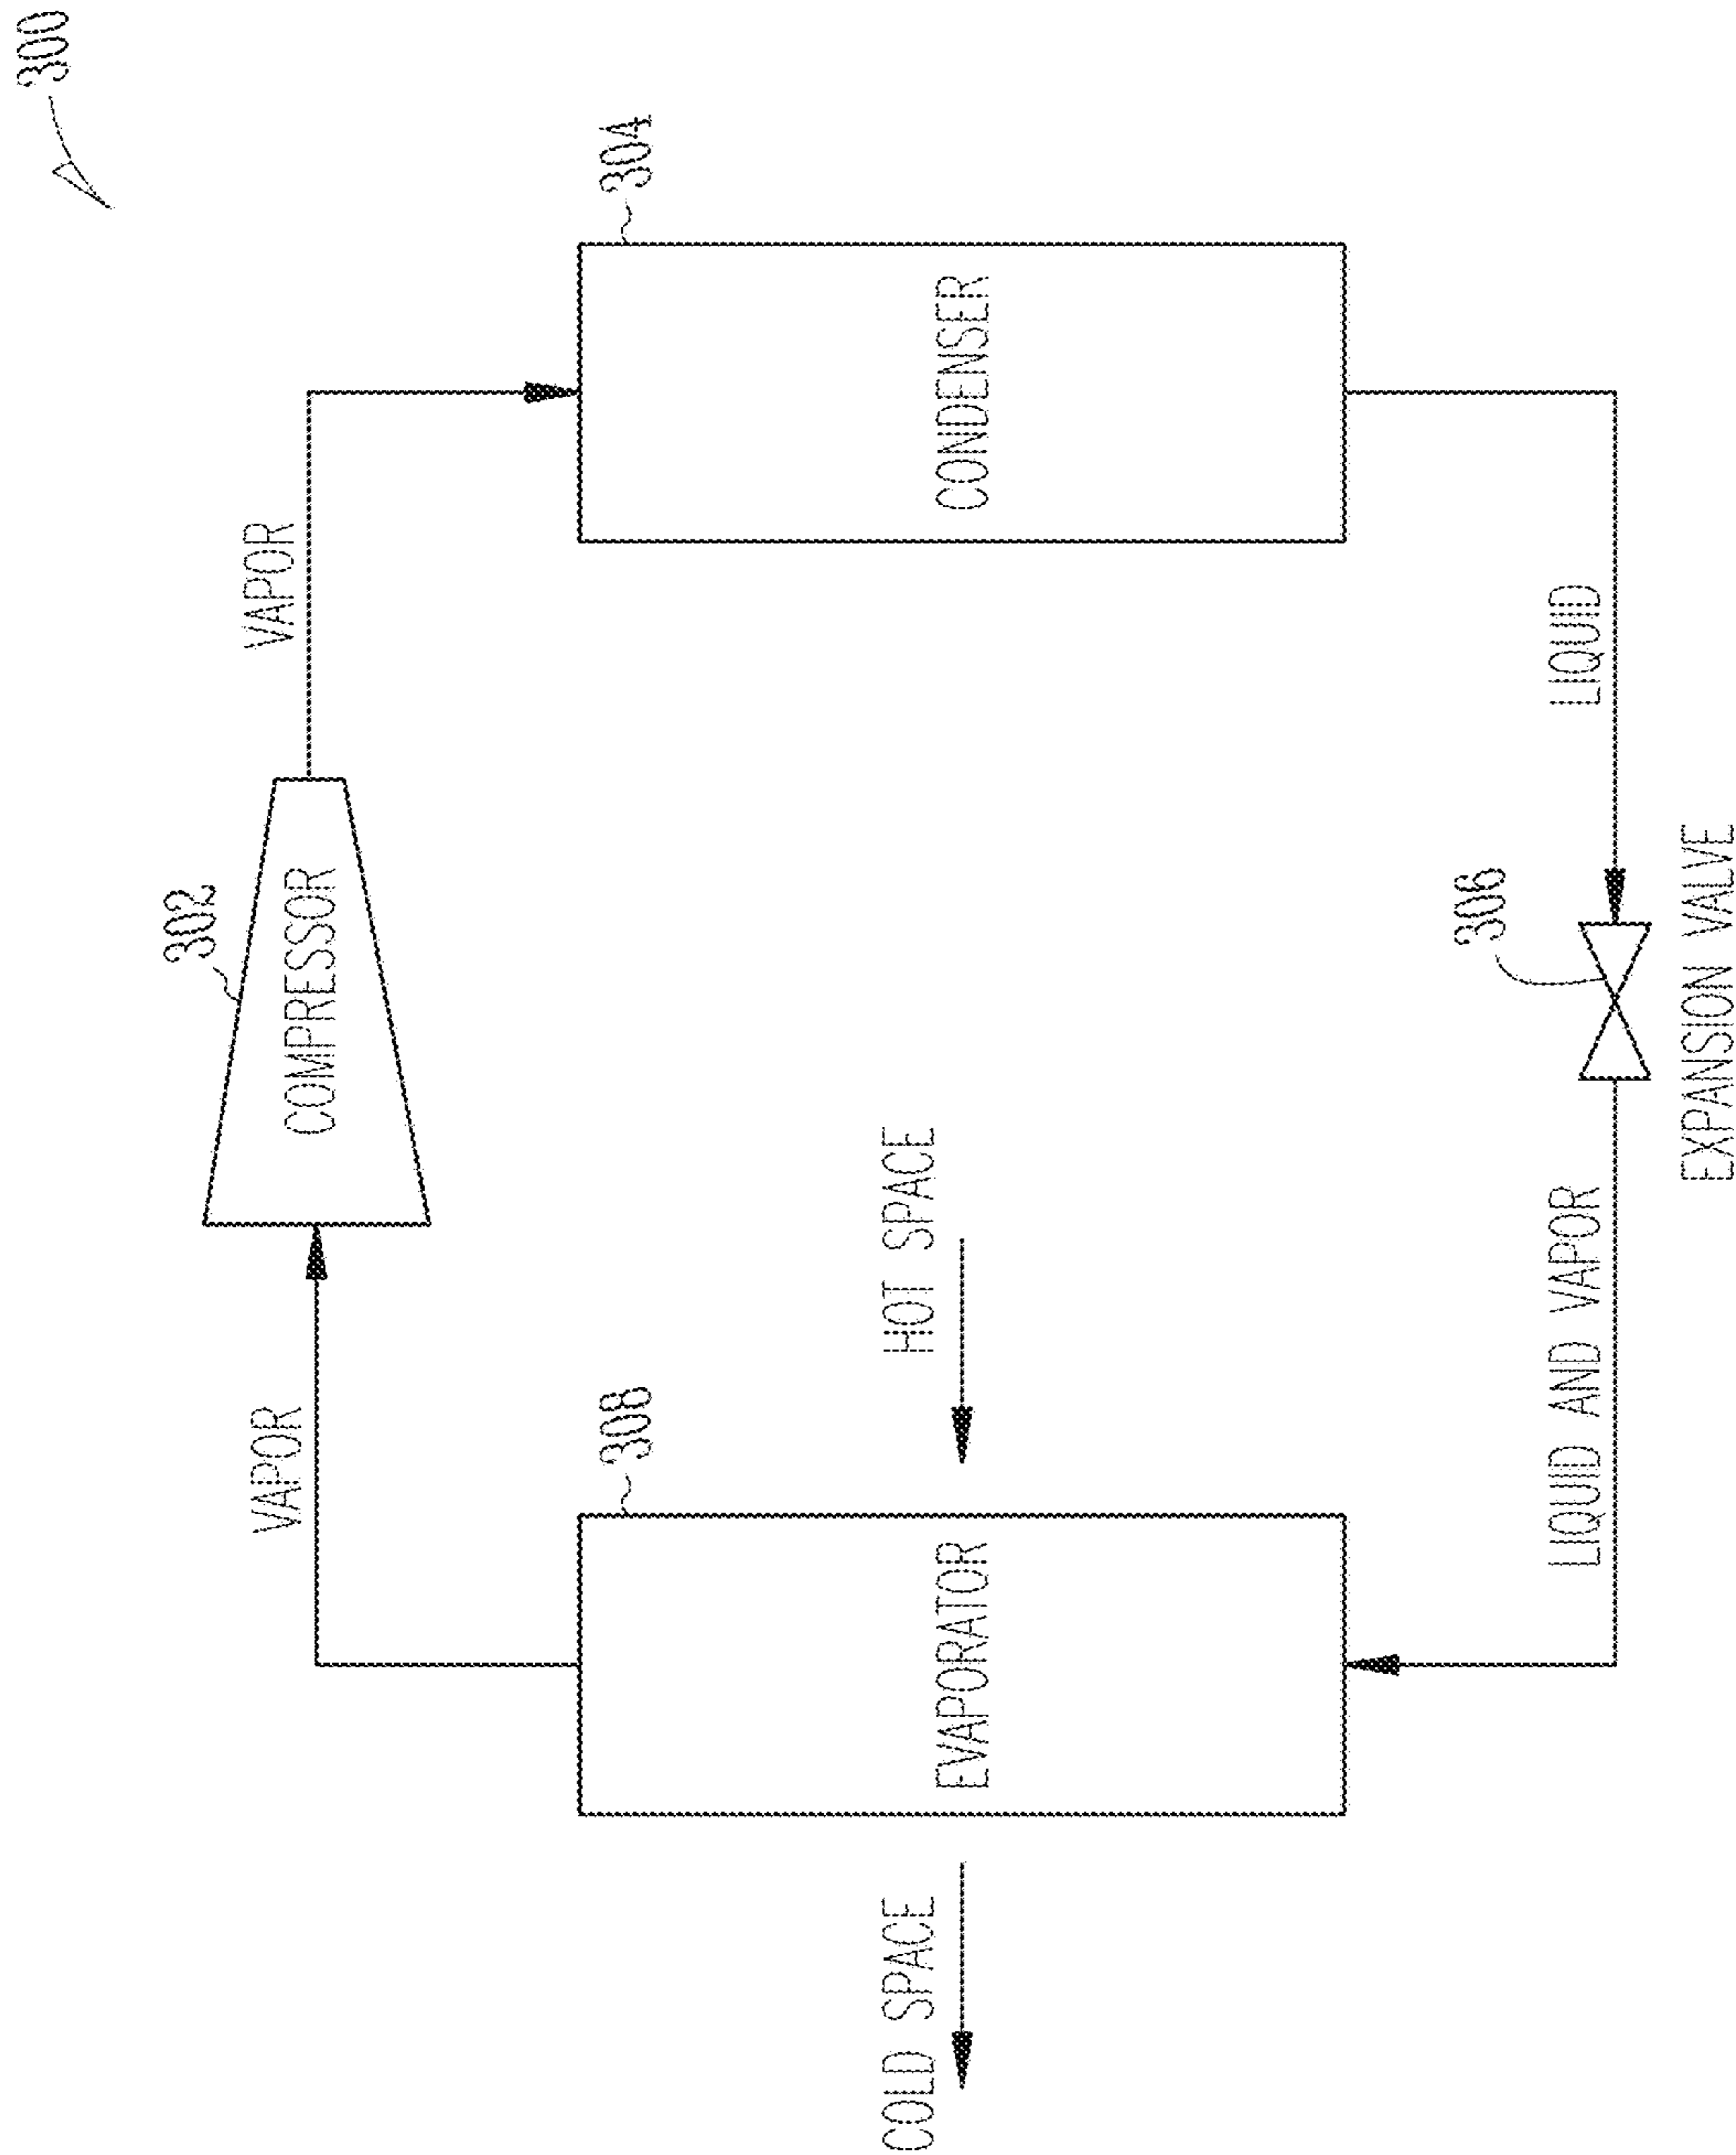 300
302
COMPRESSOR
VAPOR
VAPOR
308
304
COLD SPACE
HOT SPACE
EVAPORATOR
CONDENSER
306
LIQUID AND VAPOR
LIQUID
EXPANSION VALVE